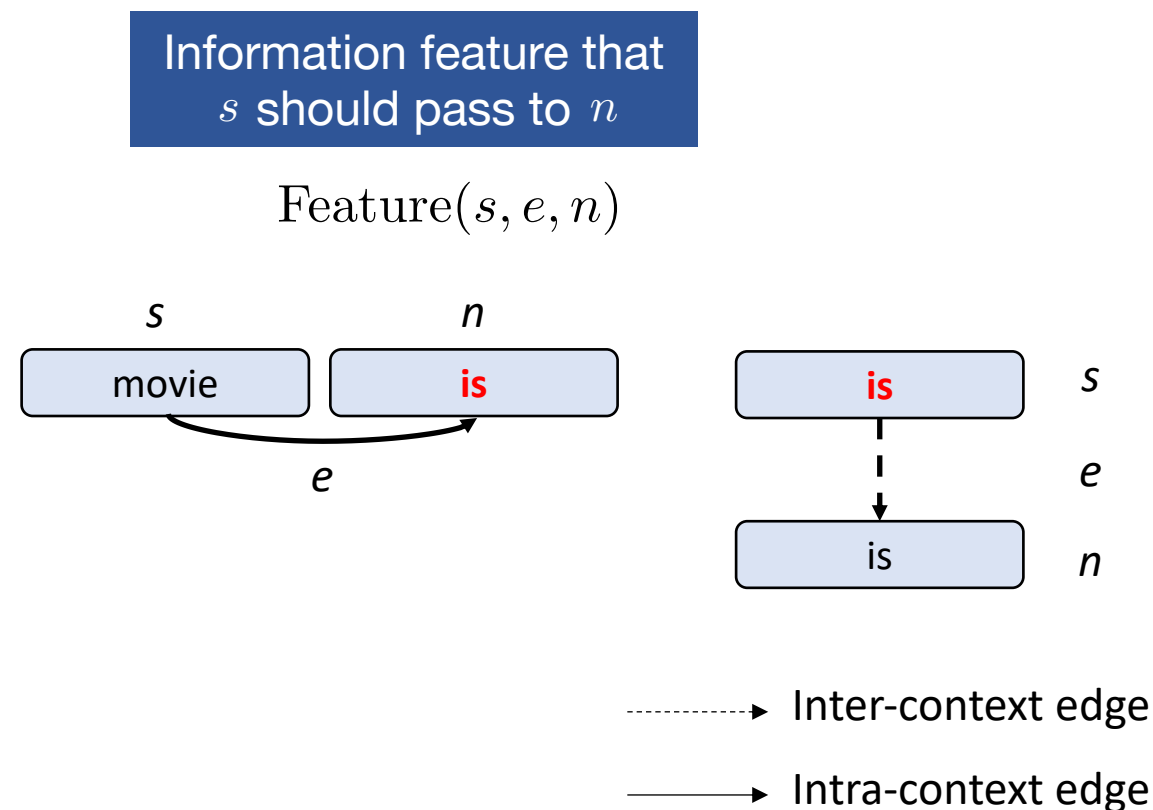 Information feature that
s should pass to n
Feature(s, e, n)
s n
movie is
e
is s
e
is n
Inter-context edge
Intra-context edge